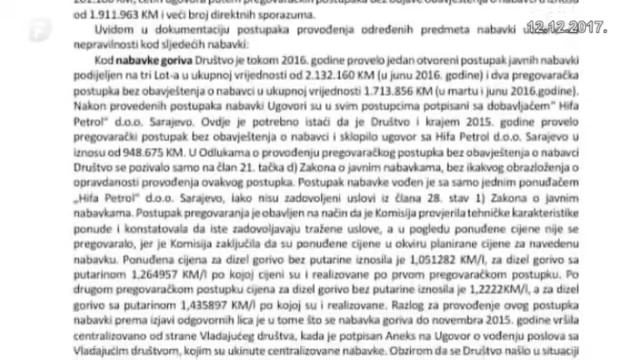 12.12.2017.
od 1.911.963 KM i veći broj direktnih sporazuma.
Uvidom u dokumentaciju postupaka provođenja određenih predmeta nabavki
nepravilnosti kod sljedećih nabavki:
Kod nabavke goriva Društvo je tokom 2016. godine provelo jedan otvoreni postupak javnih nabavki
podijeljen na tri Lot-a u ukupnoj vrijednosti od 2.132.160 KM (u junu 2016. godine) i dva pregovaračka
postupka bez obavještenja o nabavci u ukupnoj vrijednosti 1.713.856 KM (u martu i junu 2016.godine).
Nakon provedenih postupaka nabavki Ugovori su u svim postupcima potpisani sa dobavljačem" Hifa
Petrol" d.o.o. Sarajevo. Ovdje je potrebno istaći da je Društvo i krajem 2015. godine provelo
pregovarački postupak bez obavještenja o nabavci i sklopilo ugovor sa Hifa Petrol d.o.o. Sarajevo u
iznosu od 948.675 KM. U Odlukama o provođenju pregovaračkog postupka bez obavještenja o nabavci
Društvo se pozivalo samo na član 21. tačka d) Zakona o javnim nabavkama, bez ikakvog obrazloženja o
opravdanosti provođenja ovakvog postupka. Postupak nabavke vođen je sa samo jednim ponuđačem
„Hifa Petrol" d.o.o. Sarajevo, iako nisu zadovoljeni uslovi iz člana 28. stav 1) Zakona o javnim
nabavkama. Postupak pregovaranja je obavljen na način da je Komisija provjerila tehničke karakteristike
ponude i konstatovala da iste zadovoljavaju tražene uslove, a u pogledu ponuđene cijene nije se
pregovaralo, jer je Komisija zaključila da su ponuđene cijene u okviru planirane cijene za navedenu
nabavku. Ponuđena cijena za dizel gorivo bez putarine iznosila je 1,051282 KM/l, za dizel gorivo sa
putarinom 1,264957 KM/l po kojoj cijeni su i realizovane po prvom pregovaračkom postupku. Po
drugom pregovaračkom postupku cijena za dizel gorivo bez putarine iznosila je 1,2222KM/l, a za dizel
gorivo sa putarinom 1,435897 KM/l po kojoj su i realizovane. Razlog za provođenje ovog postupka
nabavki prema izjavi odgovornih lica je u tome što se nabavka goriva do novembra 2015. godine vršila
centralizovano od strane Vladajućeg društva, kada je potpisan Aneks na Ugovor o vođenju poslova sa
Vladajućim društvom, kojim su ukinute centralizovane nabavke. Obzirom da se Društvo našlo u situaciji